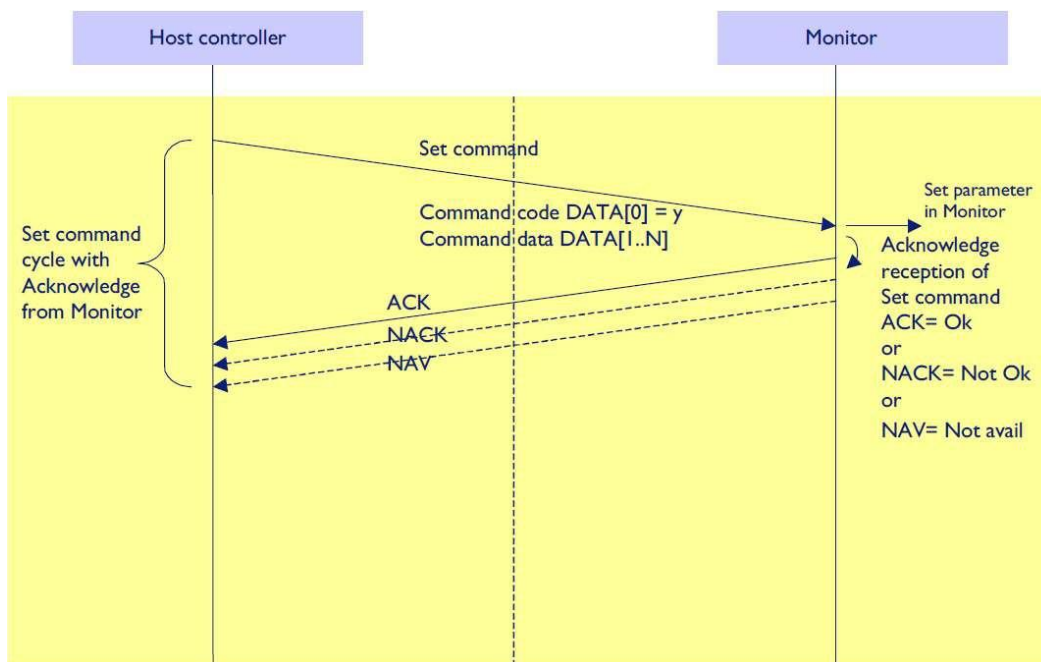 Host controller
Monitor
Set command
Command code DATA[0] = y
Command data DATA[1..N]
Set parameter
in Monitor
Set command
cycle with
Acknowledge
from Monitor
Acknowledge
reception of
Set command
ACK= Ok
or
NACK= Not Ok
or
NAV= Not avail
ACK
NACK
NAV